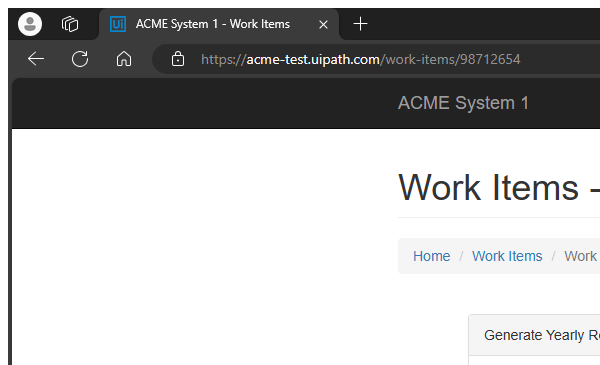 Ui ACME System 1 - Work Items
https://acme-test.uipath.com/work-items/98712654
ACME System 1
Work Items -
Home / Work Items / Work
Generate Yearly